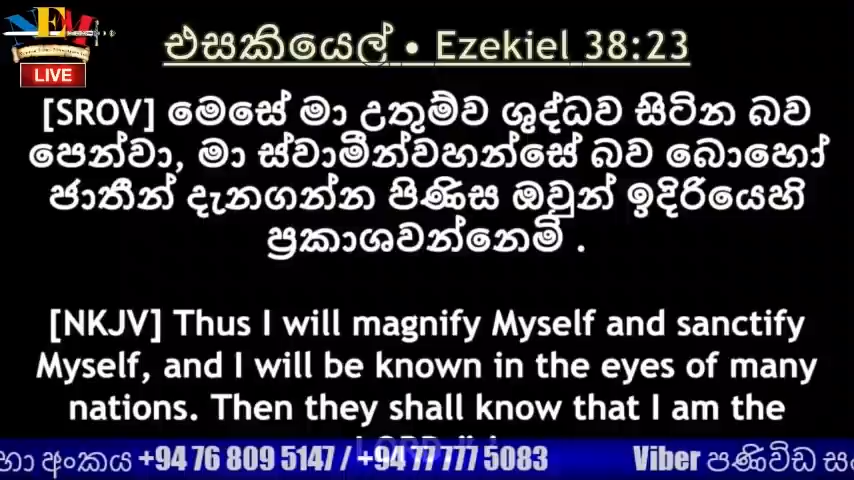 NFM
LIVE
එසකියෙල් • Ezekiel 38:23
[SROV] මෙසේ මා උතුම්ව ශුද්ධව සිටින බව
පෙන්වා, මා ස්වාමීන්වහන්සේ බව බොහෝ
ජාතීන් දැනගන්න පිණිස ඔවුන් ඉදිරියෙහි
ප්‍රකාශවන්නෙමි .
[NKJV] Thus I will magnify Myself and sanctify
Myself, and I will be known in the eyes of many
nations. Then they shall know that I am the
අංකය +94 76 809 5147 / +94 77 777 5083 Viber පණිවිඩ